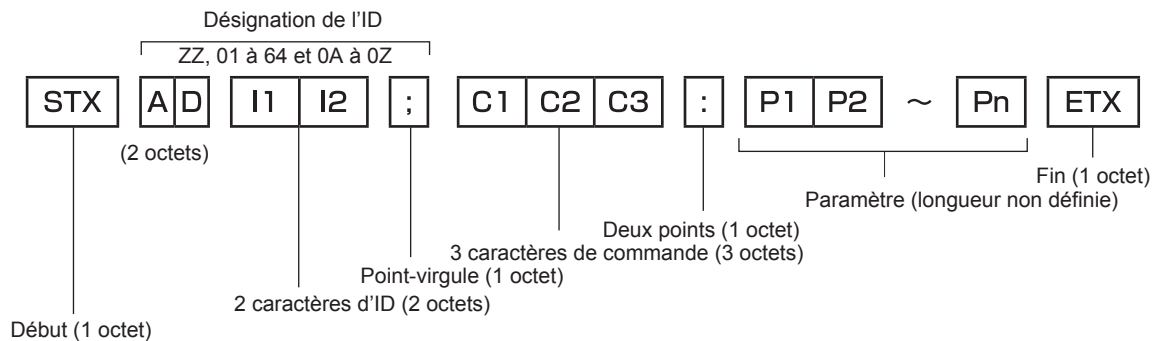 Désignation de l'ID
ZZ, 01 à 64 et 0A à 0Z
STX A D I1 I2 ; C1 C2 C3 : P1 P2 ~ Pn ETX
(2 octets)
Fin (1 octet)
Paramètre (longueur non définie)
Deux points (1 octet)
3 caractères de commande (3 octets)
Point-virgule (1 octet)
2 caractères d'ID (2 octets)
Début (1 octet)